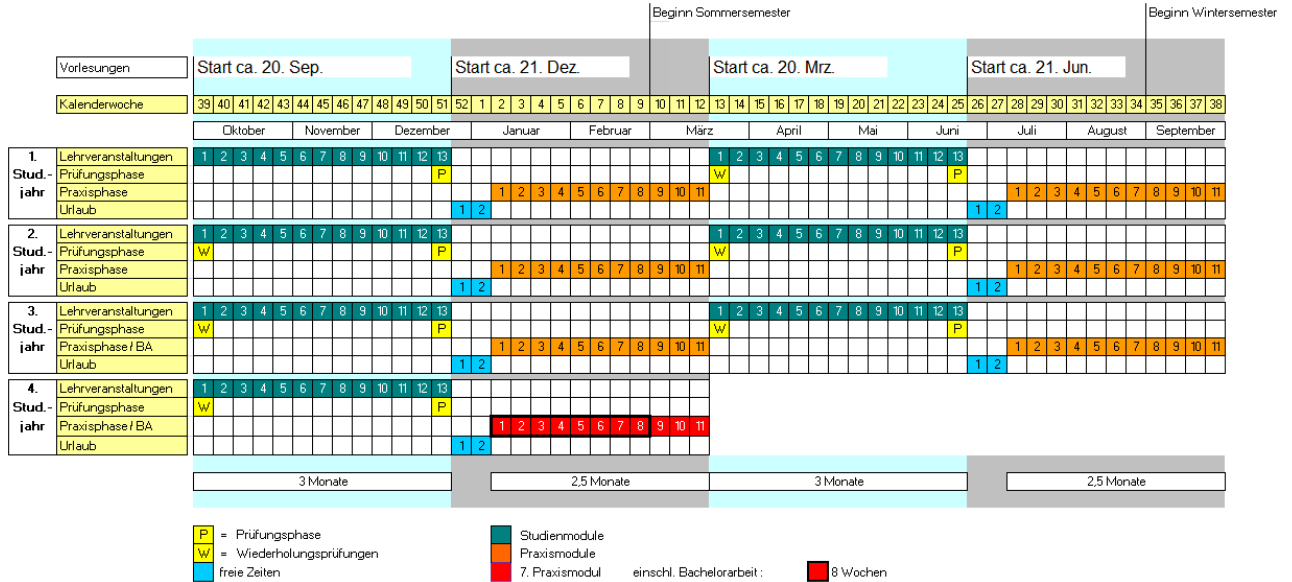 Beginn Sommersemester Beginn Wintersemester
Vorlesungen Start ca. 20. Sep. Start ca. 21. Dez. Start ca. 20. Mrz. Start ca. 21. Jun.
Kalenderwoche 39 40 41 42 43 44 45 46 47 48 49 50 51 52 1 2 3 4 5 6 7 8 9 10 11 12 13 14 15 16 17 18 19 20 21 22 23 24 25 26 27 28 29 30 31 32 33 34 35 36 37 38
Oktober November Dezember Januar Februar März April Mai Juni Juli August September
1. Lehrveranstaltungen 1 2 3 4 5 6 7 8 9 10 11 12 13 1 2 3 4 5 6 7 8 9 10 11 12 13
Stud.- Prüfungsphase P W P
jahr Praxisphase 1 2 3 4 5 6 7 8 9 10 11 1 2 3 4 5 6 7 8 9 10 11
Urlaub 1 2 1 2
2. Lehrveranstaltungen 1 2 3 4 5 6 7 8 9 10 11 12 13 1 2 3 4 5 6 7 8 9 10 11 12 13
Stud.- Prüfungsphase W P W P
jahr Praxisphase 1 2 3 4 5 6 7 8 9 10 11 1 2 3 4 5 6 7 8 9 10 11
Urlaub 1 2 1 2
3. Lehrveranstaltungen 1 2 3 4 5 6 7 8 9 10 11 12 13 1 2 3 4 5 6 7 8 9 10 11 12 13
Stud.- Prüfungsphase W P W P
jahr Praxisphase / BA 1 2 3 4 5 6 7 8 9 10 11 1 2 3 4 5 6 7 8 9 10 11
Urlaub 1 2 1 2
4. Lehrveranstaltungen 1 2 3 4 5 6 7 8 9 10 11 12 13
Stud.- Prüfungsphase W P
jahr Praxisphase / BA 1 2 3 4 5 6 7 8 9 10 11
Urlaub 1 2
3 Monate 2,5 Monate 3 Monate 2,5 Monate
P = Prüfungsphase Studienmodule
W = Wiederholungsprüfungen Praxismodule
freie Zeiten 7. Praxismodul einschl. Bachelorarbeit : 8 Wochen